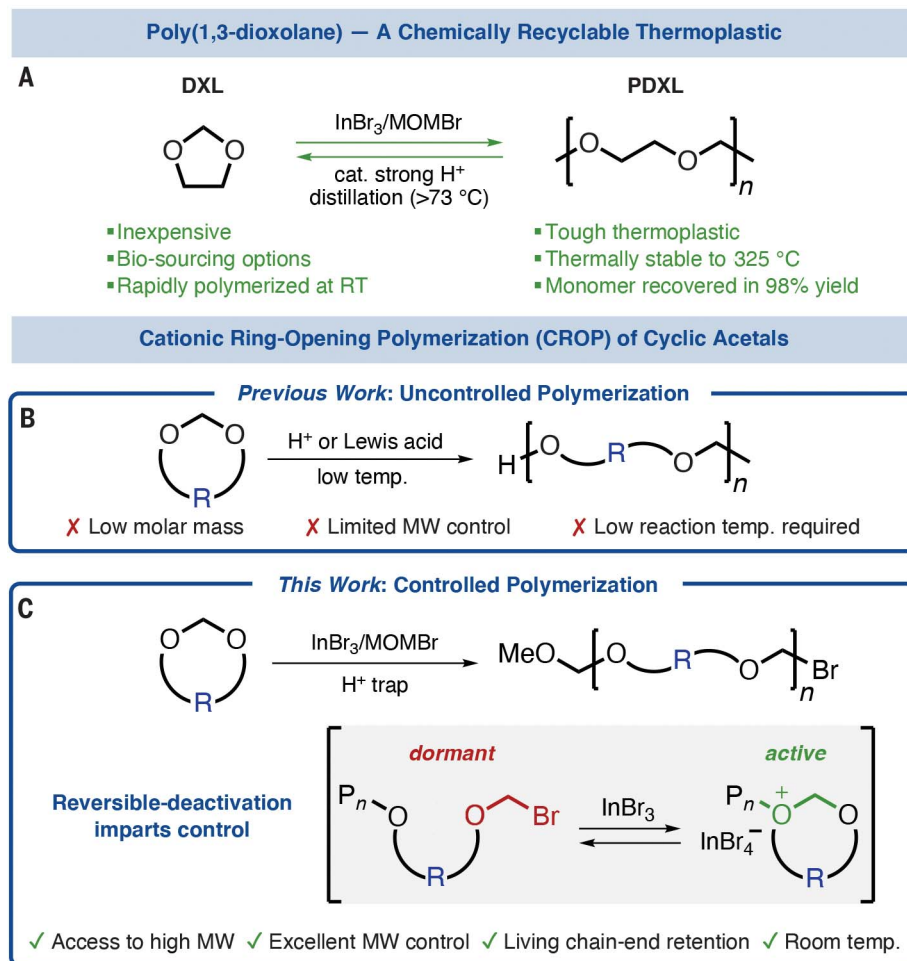 Poly(1,3-dioxolane) — A Chemically Recyclable Thermoplastic
A
DXL
PDXL
O
O
InBr₃/MOMBr
cat. strong H⁺
distillation (>73 °C)
O
O
n
▪Inexpensive
▪Bio-sourcing options
▪Rapidly polymerized at RT
▪Tough thermoplastic
▪Thermally stable to 325 °C
▪Monomer recovered in 98% yield
Cationic Ring-Opening Polymerization (CROP) of Cyclic Acetals
Previous Work: Uncontrolled Polymerization
B
O
O
R
H⁺ or Lewis acid
low temp.
H
O
R
O
n
✗ Low molar mass
✗ Limited MW control
✗ Low reaction temp. required
This Work: Controlled Polymerization
C
O
O
R
InBr₃/MOMBr
H⁺ trap
MeO
O
R
O
Br
n
Reversible-deactivation
imparts control
dormant
Pₙ
O
O
Br
R
InBr₃
active
Pₙ
+
O
O
InBr₄⁻
R
✓ Access to high MW ✓ Excellent MW control ✓ Living chain-end retention ✓ Room temp.